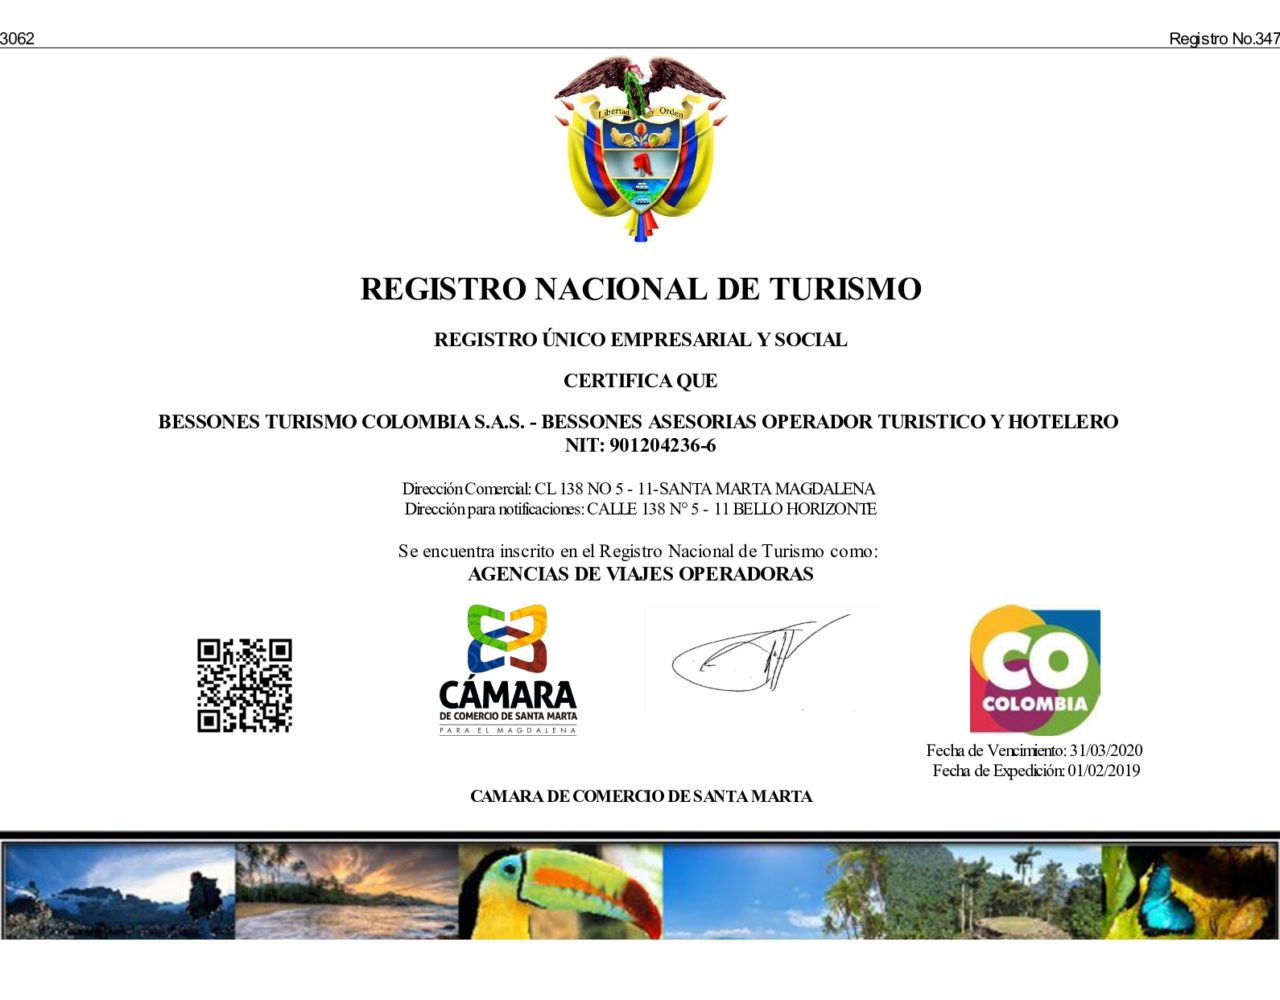 3062
Registro No.347
Libertad y Orden
REGISTRO NACIONAL DE TURISMO
REGISTRO ÚNICO EMPRESARIAL Y SOCIAL
CERTIFICA QUE
BESSONES TURISMO COLOMBIA S.A.S. - BESSONES ASESORIAS OPERADOR TURISTICO Y HOTELERO
NIT: 901204236-6
Dirección Comercial: CL 138 NO 5 - 11-SANTA MARTA MAGDALENA
Dirección para notificaciones: CALLE 138 N° 5 - 11 BELLO HORIZONTE
Se encuentra inscrito en el Registro Nacional de Turismo como:
AGENCIAS DE VIAJES OPERADORAS
CÁMARA
DE COMERCIO DE SANTA MARTA
PARA EL MAGDALENA
CO
COLOMBIA
Fecha de Vencimiento: 31/03/2020
Fecha de Expedición: 01/02/2019
CAMARA DE COMERCIO DE SANTA MARTA